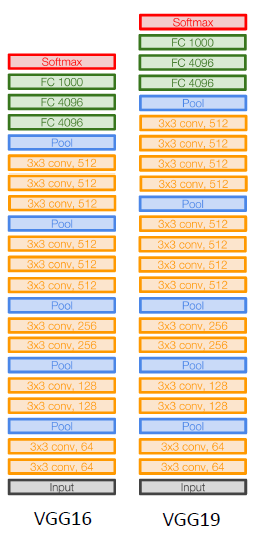 Softmax
FC 1000
FC 4096
FC 4096
Pool
3x3 conv, 512
3x3 conv, 512
3x3 conv, 512
Pool
3x3 conv, 512
3x3 conv, 512
3x3 conv, 512
Pool
3x3 conv, 256
3x3 conv, 256
Pool
3x3 conv, 128
3x3 conv, 128
Pool
3x3 conv, 64
3x3 conv, 64
Input
VGG16
Softmax
FC 1000
FC 4096
FC 4096
Pool
3x3 conv, 512
3x3 conv, 512
3x3 conv, 512
3x3 conv, 512
Pool
3x3 conv, 512
3x3 conv, 512
3x3 conv, 512
3x3 conv, 512
Pool
3x3 conv, 256
3x3 conv, 256
Pool
3x3 conv, 128
3x3 conv, 128
Pool
3x3 conv, 64
3x3 conv, 64
Input
VGG19